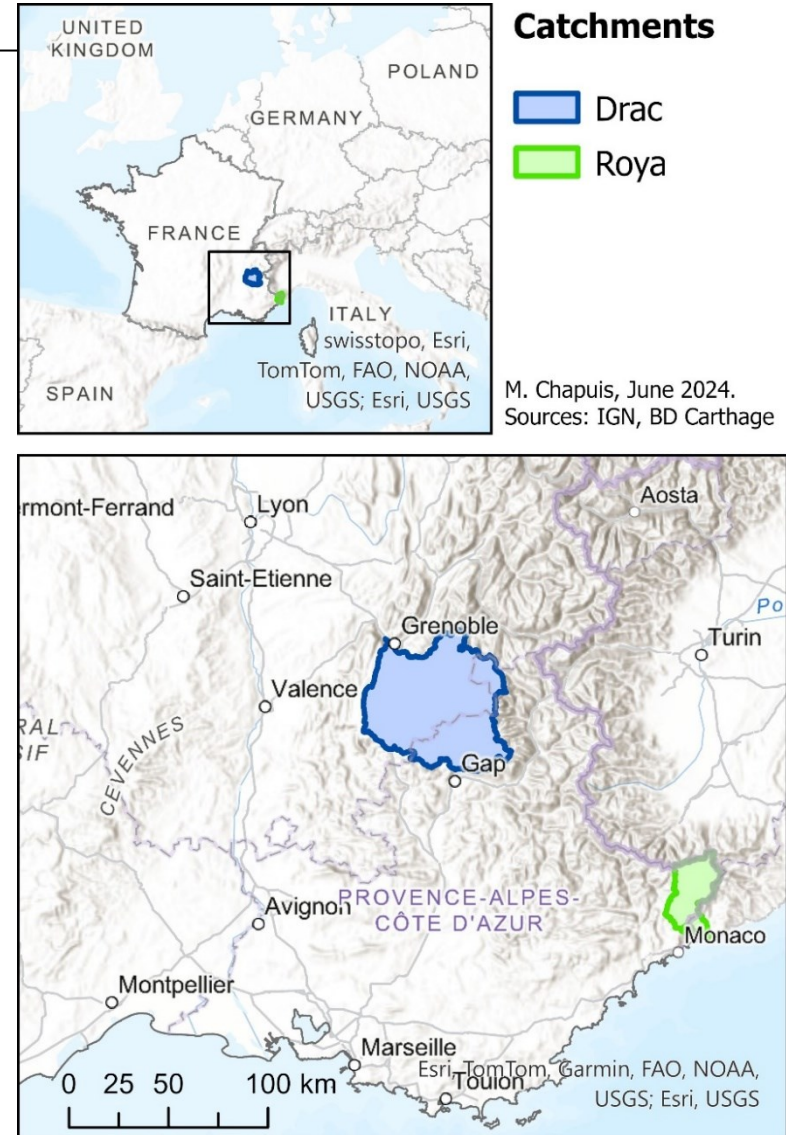 UNITED
KINGDOM
POLAND
GERMANY
FRANCE
ITALY
swisstopo, Esri,
TomTom, FAO, NOAA,
USGS; Esri, USGS
SPAIN
Catchments
Drac
Roya
M. Chapuis, June 2024.
Sources: IGN, BD Carthage
rmont-Ferrand
Lyon
Aosta
Saint-Etienne
Grenoble
Po
Turin
Valence
RAL
SIF
CEVENNES
Gap
Avignon
PROVENCE-ALPES-
CÔTE D'AZUR
Monaco
Montpellier
Marseille
Esri, TomTom, Garmin, FAO, NOAA,
Toulon
USGS; Esri, USGS
0 25 50 100 km